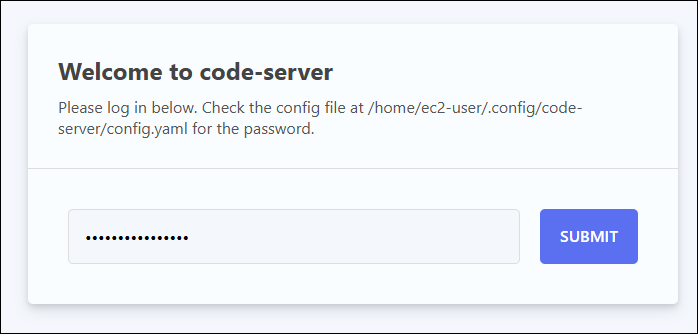 Welcome to code-server
Please log in below. Check the config file at /home/ec2-user/.config/code-
server/config.yaml for the password.
••••••••••••••••
SUBMIT